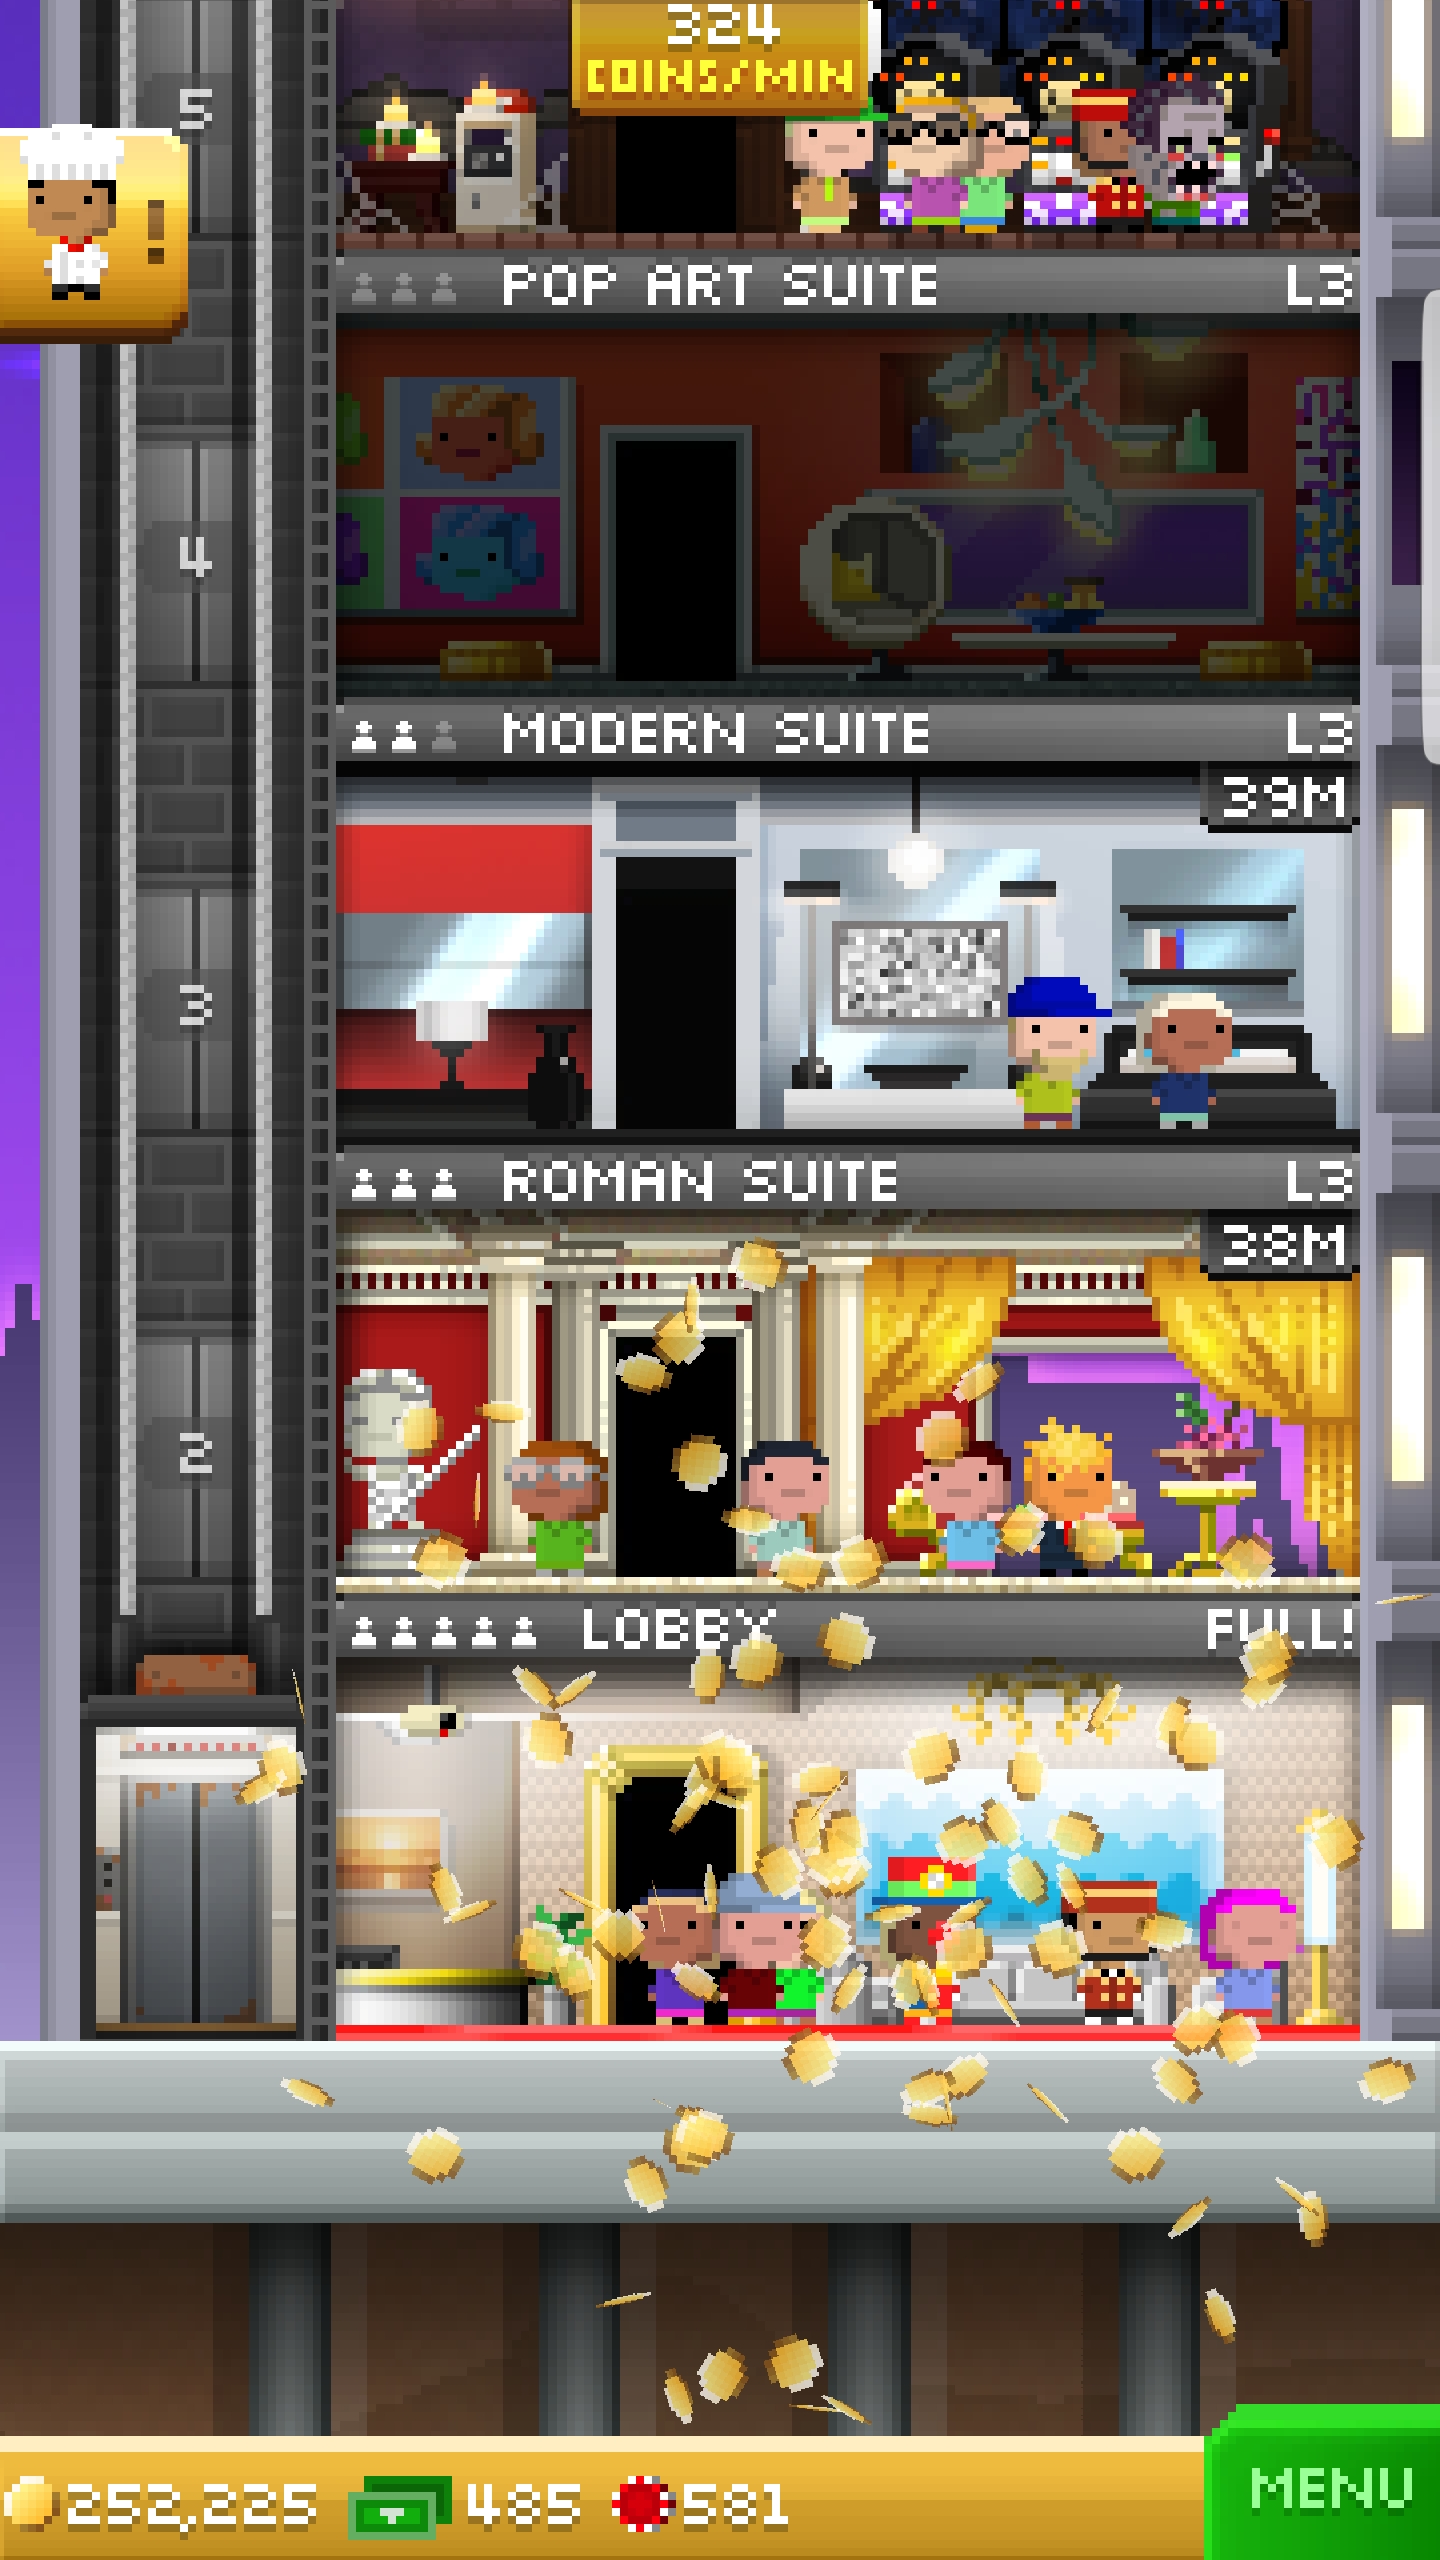 324
COINS/MIN
5
!
POP ART SUITE L3
4
MODERN SUITE L3
39M
3
ROMAN SUITE L3
38M
2
LOBBY FULL!
252,225 485 581
MENU